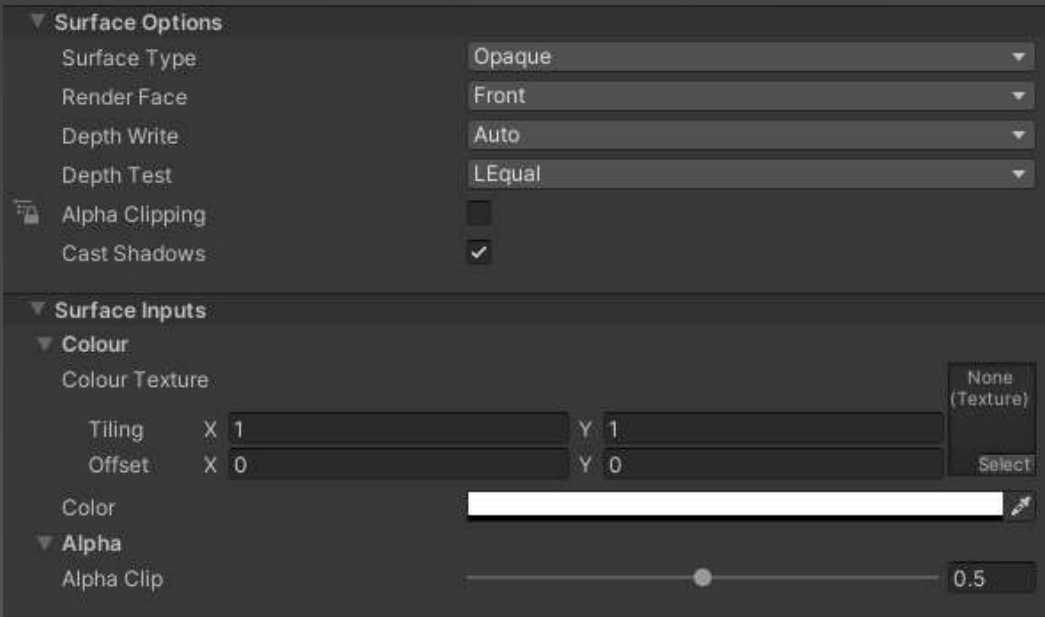 Surface Options
Surface Type Opaque
Render Face Front
Depth Write Auto
Depth Test LEqual
Alpha Clipping
Cast Shadows
Surface Inputs
Colour
Colour Texture None
(Texture)
Tiling X 1 Y 1
Offset X 0 Y 0 Select
Color
Alpha
Alpha Clip 0.5